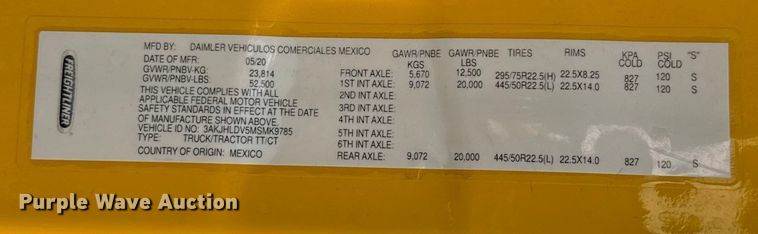 FREIGHTLINER
MFD BY: DAIMLER VEHICULOS COMERCIALES MEXICO
DATE OF MFR: 05/20
GVWR/PNBV-KG: 23,814
GVWR/PNBV-LBS: 52,500
THIS VEHICLE COMPLIES WITH ALL
APPLICABLE FEDERAL MOTOR VEHICLE
SAFETY STANDARDS IN EFFECT AT THE DATE
OF MANUFACTURE SHOWN ABOVE.
VEHICLE ID NO: 3AKJHLDV5MSMK9785
TYPE: TRUCK/TRACTOR TT/CT
COUNTRY OF ORIGIN: MEXICO
GAWR/PNBE KGS GAWR/PNBE LBS TIRES RIMS KPA COLD PSI COLD "S"
FRONT AXLE: 5,670 12,500 295/75R22.5(H) 22.5X8.25 827 120 S
1ST INT AXLE: 9,072 20,000 445/50R22.5(L) 22.5X14.0 827 120 S
2ND INT AXLE:
3RD INT AXLE:
4TH INT AXLE:
5TH INT AXLE:
6TH INT AXLE:
REAR AXLE: 9,072 20,000 445/50R22.5(L) 22.5X14.0 827 120 S
Purple Wave Auction